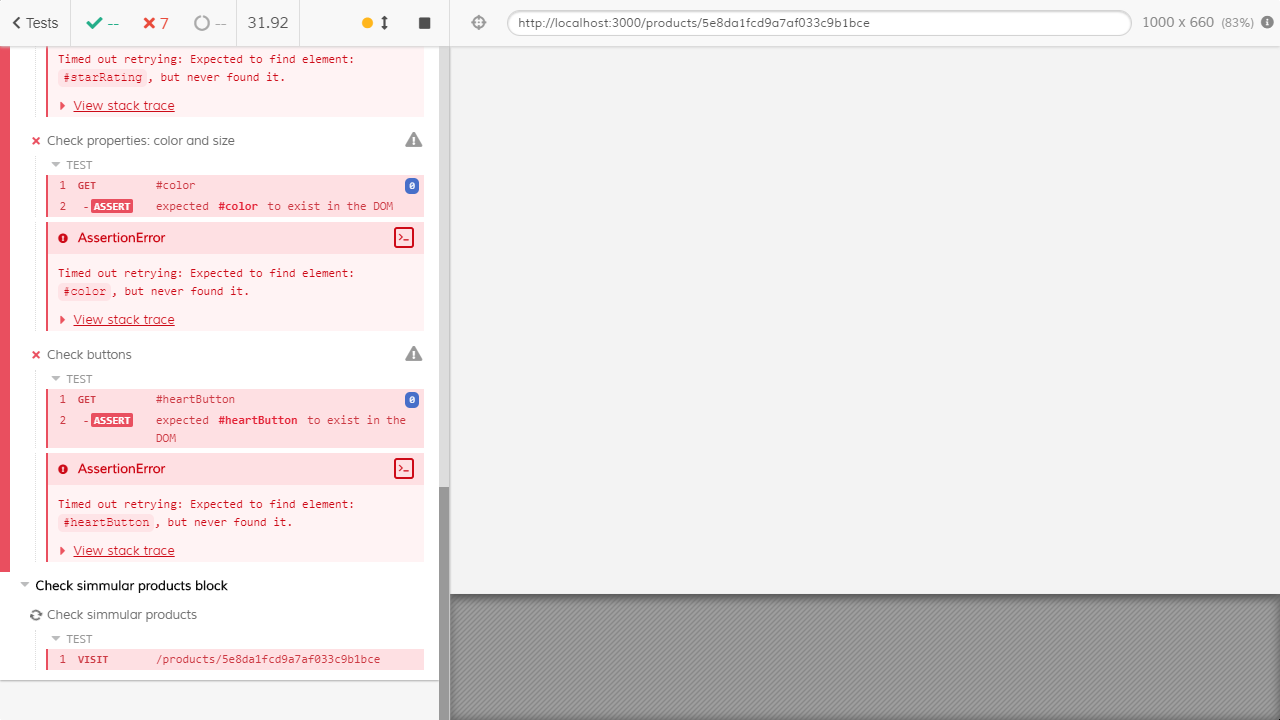 Tests
--
7
--
31.92
http://localhost:3000/products/5e8da1fcd9a7af033c9b1bce
1000 x 660 (83%)
Timed out retrying: Expected to find element:
#starRating, but never found it.
View stack trace
Check properties: color and size
TEST
1 GET #color 0
2 -ASSERT expected #color to exist in the DOM
AssertionError
Timed out retrying: Expected to find element:
#color, but never found it.
View stack trace
Check buttons
TEST
1 GET #heartButton 0
2 -ASSERT expected #heartButton to exist in the
DOM
AssertionError
Timed out retrying: Expected to find element:
#heartButton, but never found it.
View stack trace
Check simmular products block
Check simmular products
TEST
1 VISIT /products/5e8da1fcd9a7af033c9b1bce